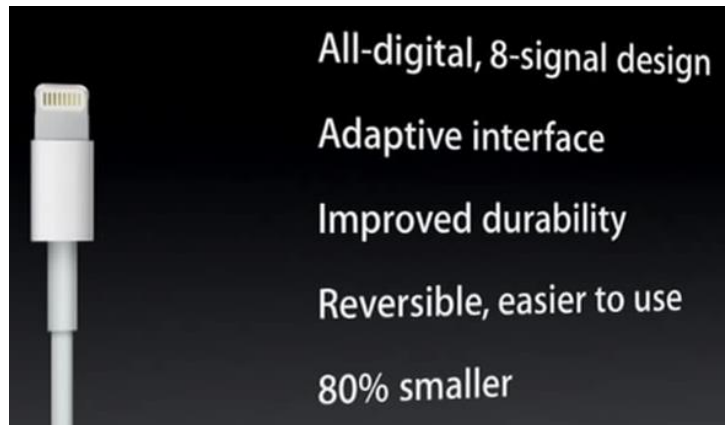 All-digital, 8-signal design
Adaptive interface
Improved durability
Reversible, easier to use
80% smaller